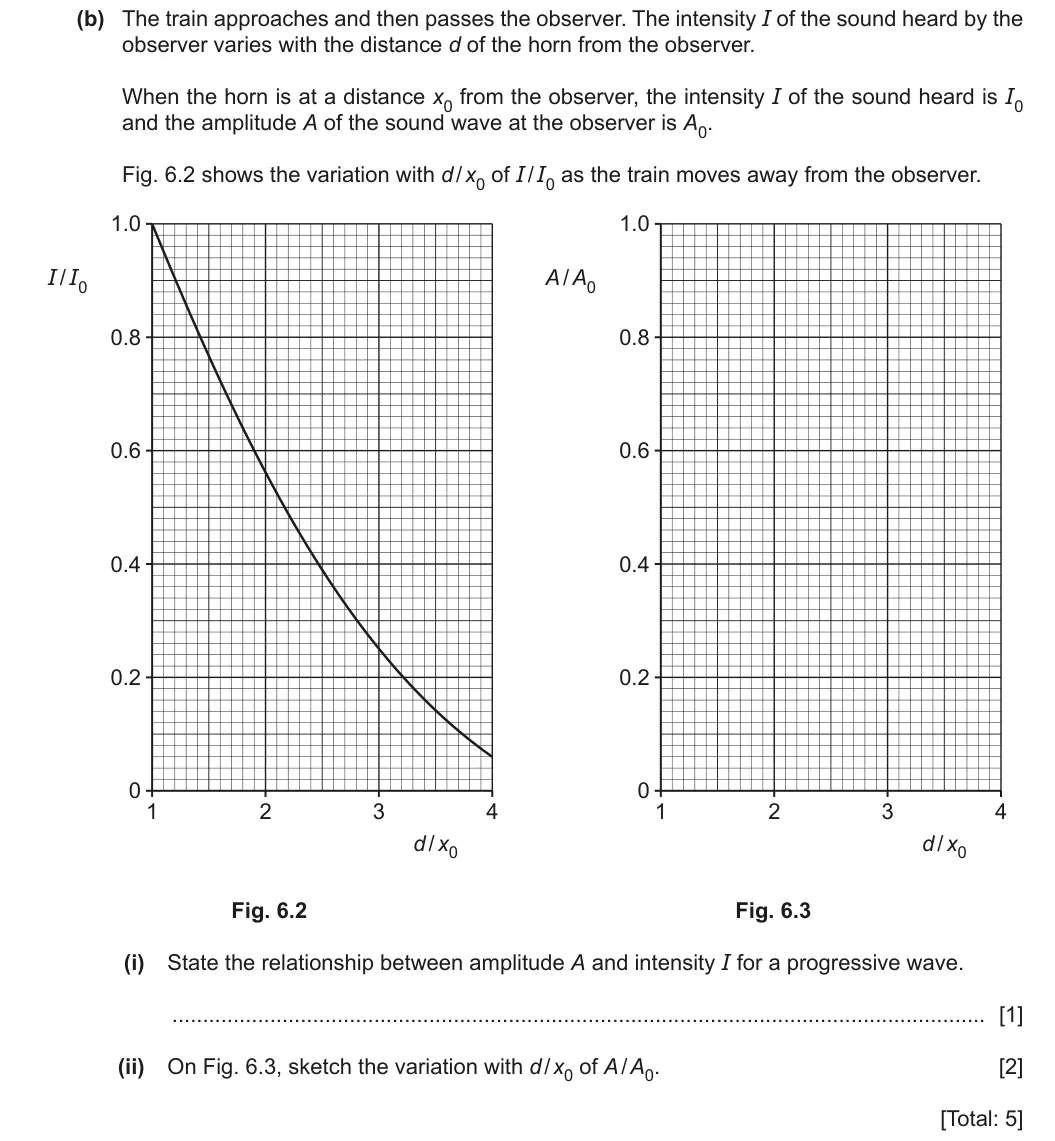 (b) The train approaches and then passes the observer. The intensity I of the sound heard by the
observer varies with the distance d of the horn from the observer.
When the horn is at a distance x₀ from the observer, the intensity I of the sound heard is I₀
and the amplitude A of the sound wave at the observer is A₀.
Fig. 6.2 shows the variation with d/x₀ of I/I₀ as the train moves away from the observer.
1.0
I/I₀
0.8
0.6
0.4
0.2
0
1 2 3 4
d/x₀
Fig. 6.2
1.0
A/A₀
0.8
0.6
0.4
0.2
0
1 2 3 4
d/x₀
Fig. 6.3
(i) State the relationship between amplitude A and intensity I for a progressive wave.
...................................................................................................................................... [1]
(ii) On Fig. 6.3, sketch the variation with d/x₀ of A/A₀. [2]
[Total: 5]